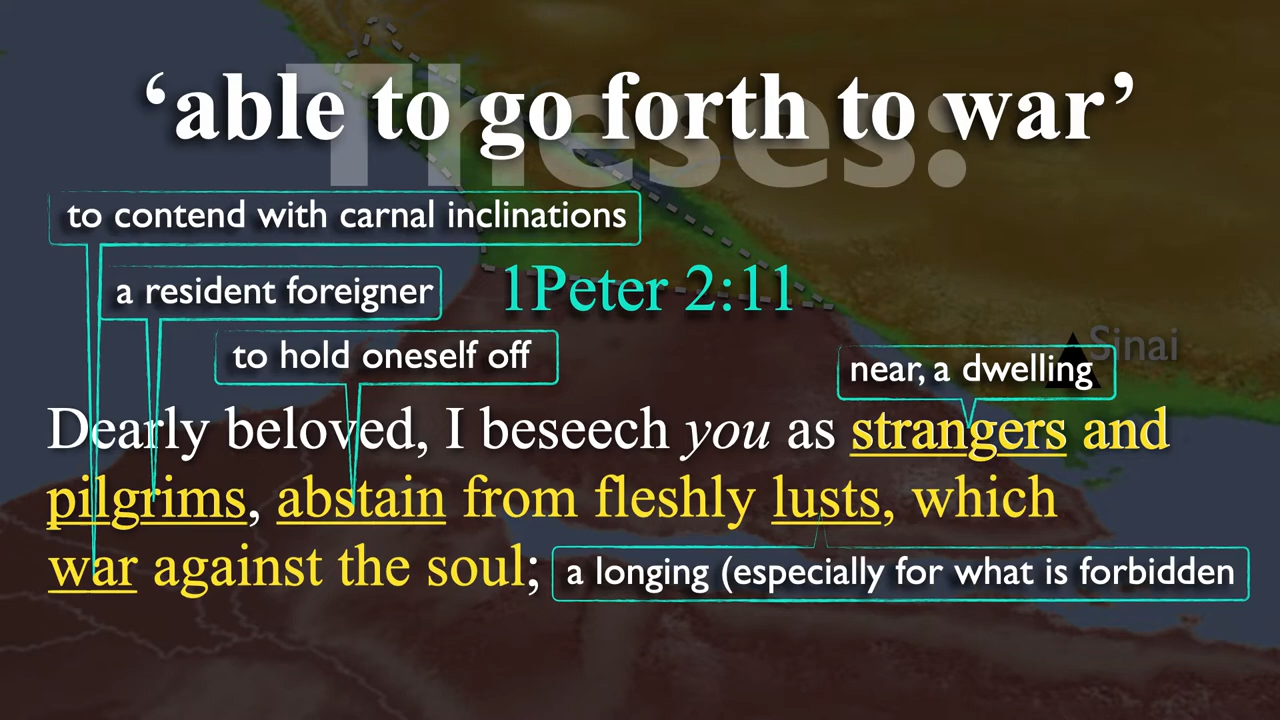 Theses:
‘able to go forth to war’
to contend with carnal inclinations
a resident foreigner
1Peter 2:11
to hold oneself off
Sinai
near, a dwelling
Dearly beloved, I beseech you as strangers and
pilgrims, abstain from fleshly lusts, which
war against the soul;
a longing (especially for what is forbidden